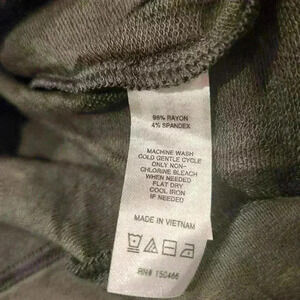 96% RAYON
4% SPANDEX
MACHINE WASH
COLD GENTLE CYCLE
ONLY NON-
CHLORINE BLEACH
WHEN NEEDED
FLAT DRY
COOL IRON
IF NEEDED
MADE IN VIETNAM
RN# 150466